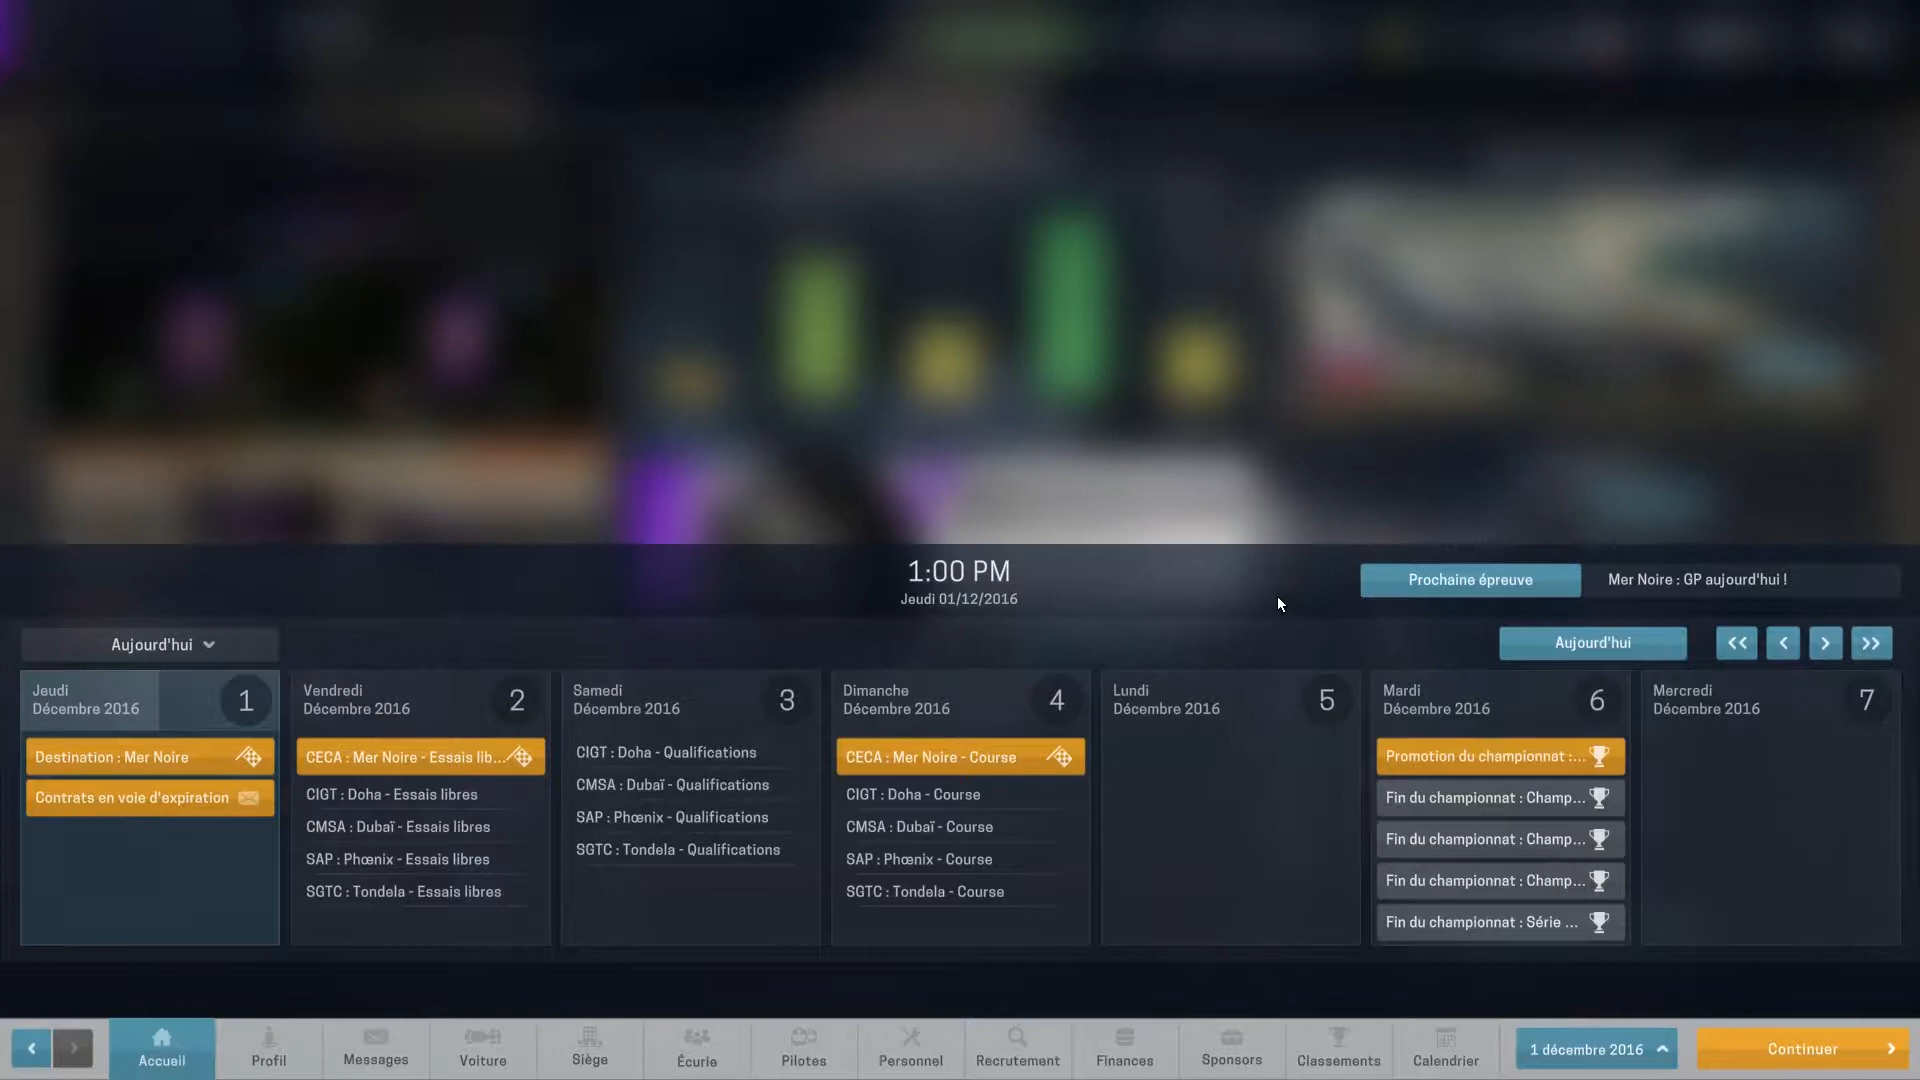 1:00 PM
Jeudi 01/12/2016
Prochaine épreuve
Mer Noire : GP aujourd'hui !
Aujourd'hui
Aujourd'hui
<<
<
>
>>
Jeudi
Décembre 2016
1
Destination : Mer Noire
Contrats en voie d'expiration
Vendredi
Décembre 2016
2
CECA : Mer Noire - Essais lib...
CIGT : Doha - Essais libres
CMSA : Dubaï - Essais libres
SAP : Phœnix - Essais libres
SGTC : Tondela - Essais libres
Samedi
Décembre 2016
3
CIGT : Doha - Qualifications
CMSA : Dubaï - Qualifications
SAP : Phœnix - Qualifications
SGTC : Tondela - Qualifications
Dimanche
Décembre 2016
4
CECA : Mer Noire - Course
CIGT : Doha - Course
CMSA : Dubaï - Course
SAP : Phœnix - Course
SGTC : Tondela - Course
Lundi
Décembre 2016
5
Mardi
Décembre 2016
6
Promotion du championnat :...
Fin du championnat : Champ...
Fin du championnat : Champ...
Fin du championnat : Champ...
Fin du championnat : Série ...
Mercredi
Décembre 2016
7
Accueil
Profil
Messages
Voiture
Siège
Écurie
Pilotes
Personnel
Recrutement
Finances
Sponsors
Classements
Calendrier
1 décembre 2016
Continuer